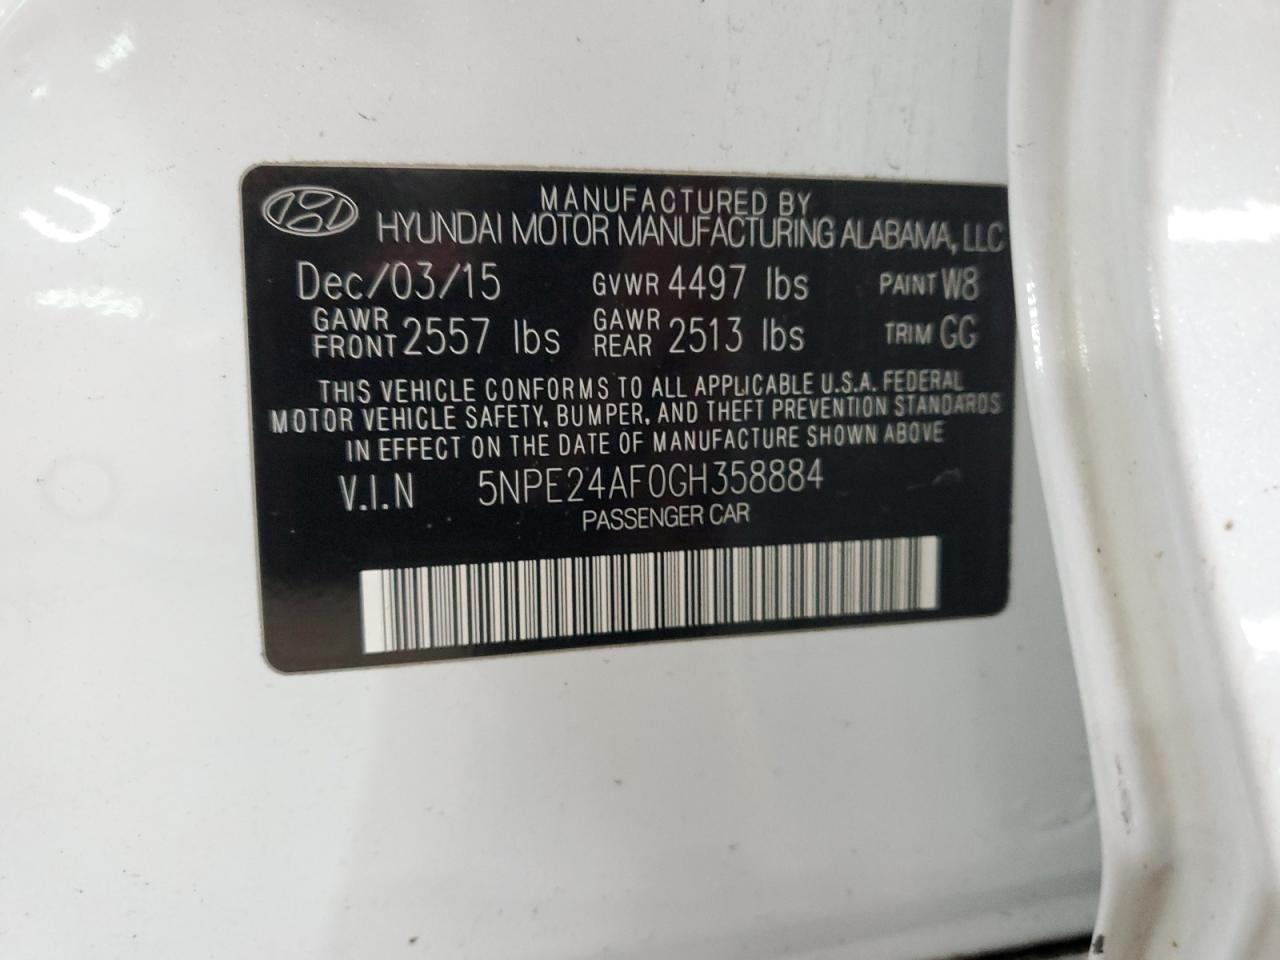 MANUFACTURED BY
HYUNDAI MOTOR MANUFACTURING ALABAMA, LLC
Dec/03/15 GVWR 4497 lbs PAINT W8
GAWR FRONT 2557 lbs GAWR REAR 2513 lbs TRIM GG
THIS VEHICLE CONFORMS TO ALL APPLICABLE U.S.A. FEDERAL
MOTOR VEHICLE SAFETY, BUMPER, AND THEFT PREVENTION STANDARDS
IN EFFECT ON THE DATE OF MANUFACTURE SHOWN ABOVE
V.I.N 5NPE24AF0GH358884
PASSENGER CAR